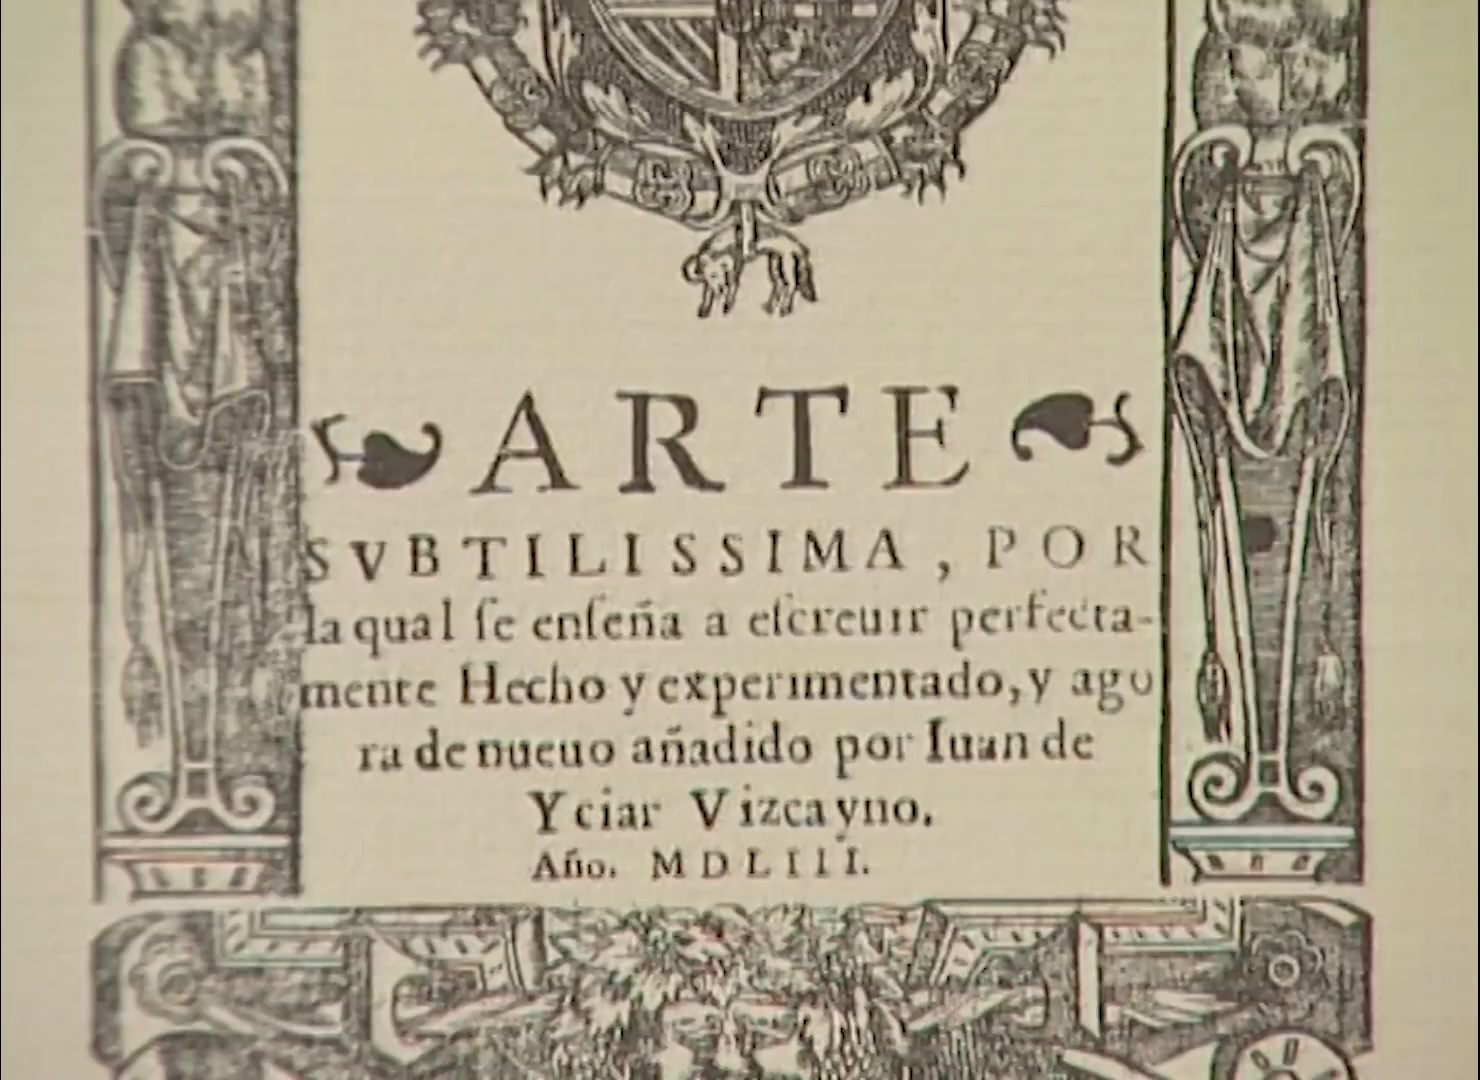 ARTE
SVBTILISSIMA, POR
la qual ſe enſeña a eſcreuir perfecta-
mente Hecho y experimentado, y ago
ra de nueuo añadido por Iuan de
Yciar Vizcayno.
Año. MDLIII.